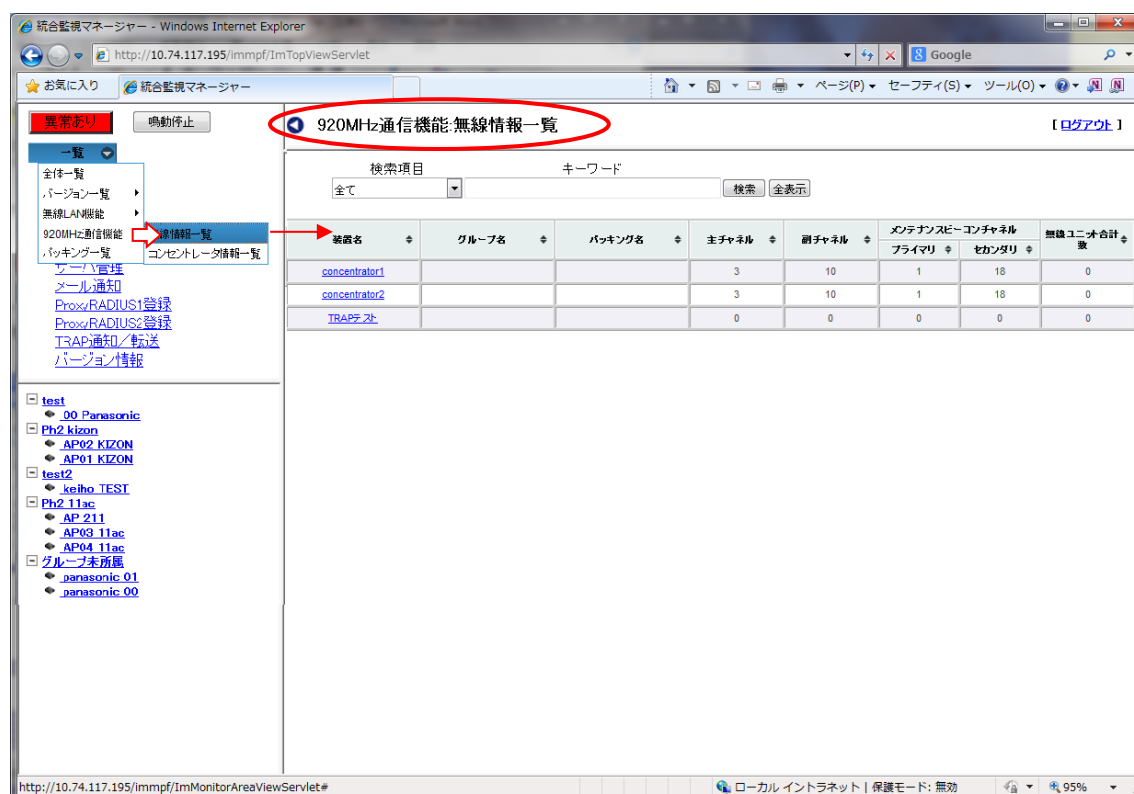 統合監視マネージャー - Windows Internet Explorer
http://10.74.117.195/immpf/ImTopViewServlet
Google
お気に入り
統合監視マネージャー
ページ(P)
セーフティ(S)
ツール(O)
異常あり
鳴動停止
920MHz通信機能:無線情報一覧
[ ログアウト ]
一覧
全体一覧
バージョン一覧
無線LAN機能
920MHz通信機能
線情報一覧
パッキング一覧
コンセントレータ情報一覧
サーバ管理
メール通知
Proxy/RADIUS1登録
Proxy/RADIUS2登録
TRAP通知/転送
バージョン情報
検索項目
キーワード
全て
検索
全表示
装置名
グループ名
パッキング名
主チャネル
副チャネル
メンテナンスビーコンチャネル
プライマリ
セカンダリ
無線ユニット合計数
concentrator1 3 10 1 18 0
concentrator2 3 10 1 18 0
TRAPテスト 0 0 0 0 0
test
00 Panasonic
Ph2 kizon
AP02 KIZON
AP01 KIZON
test2
keiho TEST
Ph2 11ac
AP 211
AP03 11ac
AP04 11ac
グループ未所属
panasonic 01
panasonic 00
http://10.74.117.195/immpf/ImMonitorAreaViewServlet#
ローカル イントラネット | 保護モード: 無効
95%